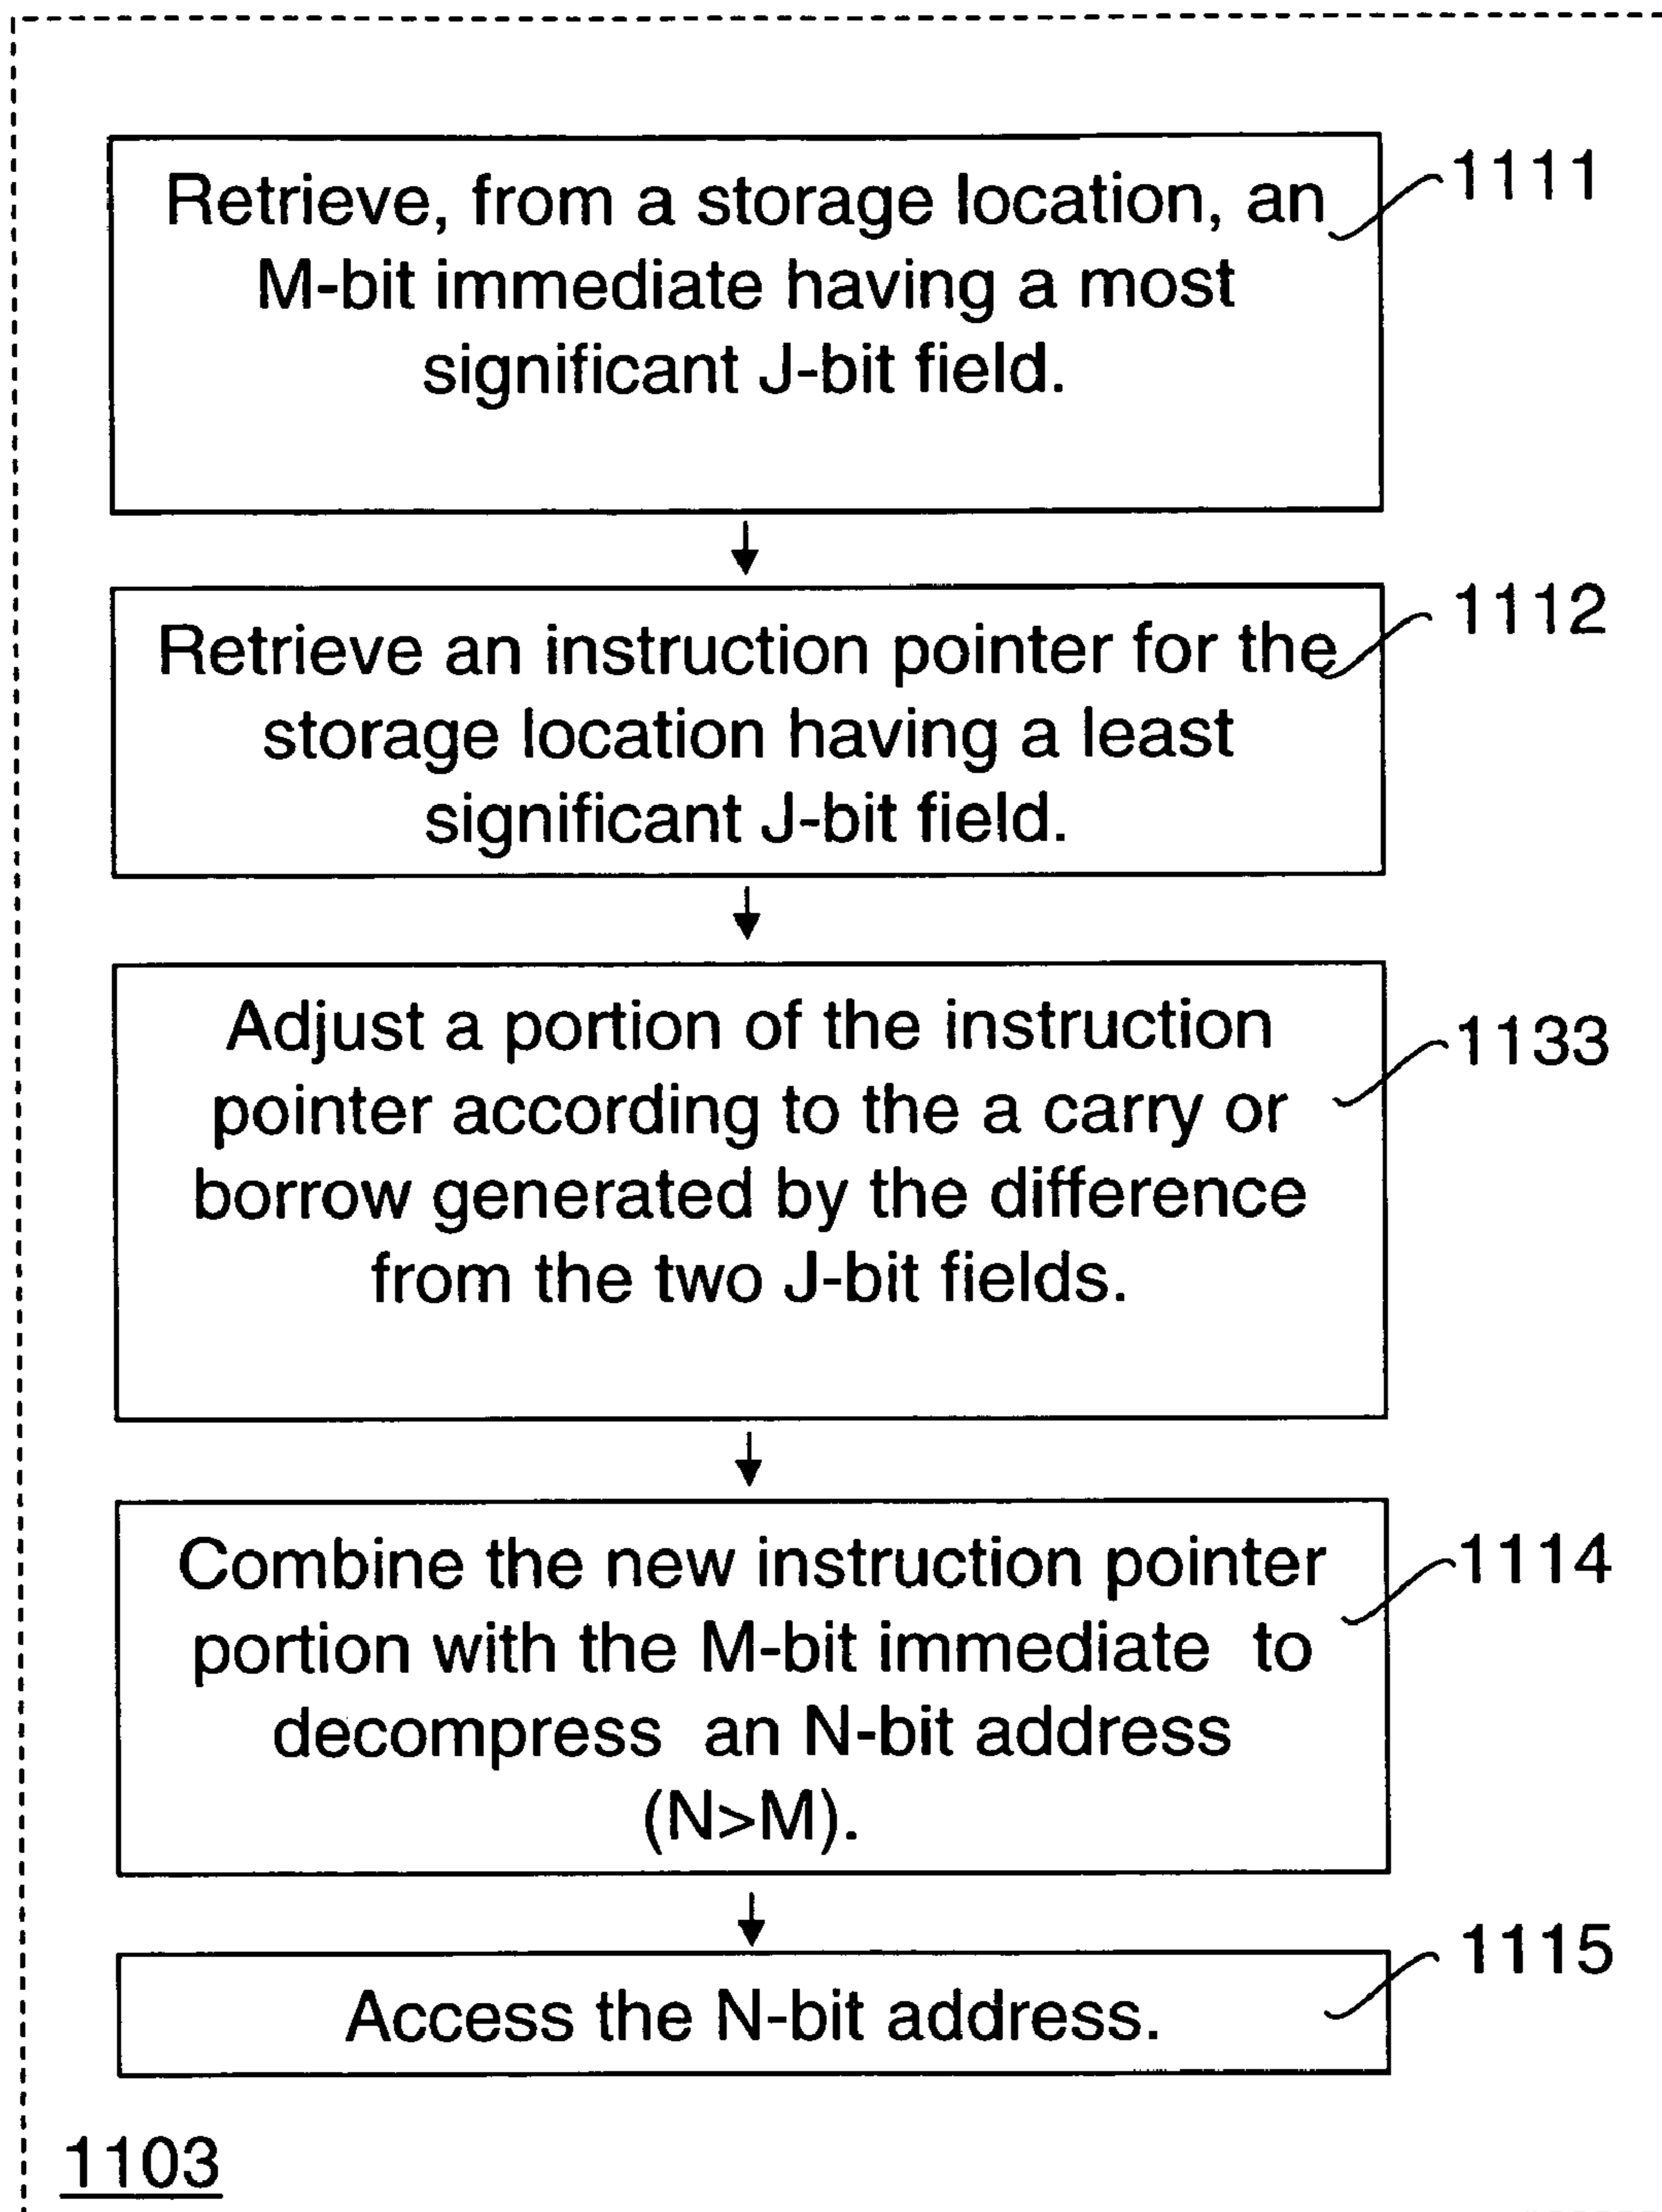 Retrieve, from a storage location, an
M-bit immediate having a most
significant J-bit field.
1111
Retrieve an instruction pointer for the
storage location having a least
significant J-bit field.
1112
Adjust a portion of the instruction
pointer according to the a carry or
borrow generated by the difference
from the two J-bit fields.
1133
Combine the new instruction pointer
portion with the M-bit immediate to
decompress an N-bit address
(N>M).
1114
Access the N-bit address.
1115
1103